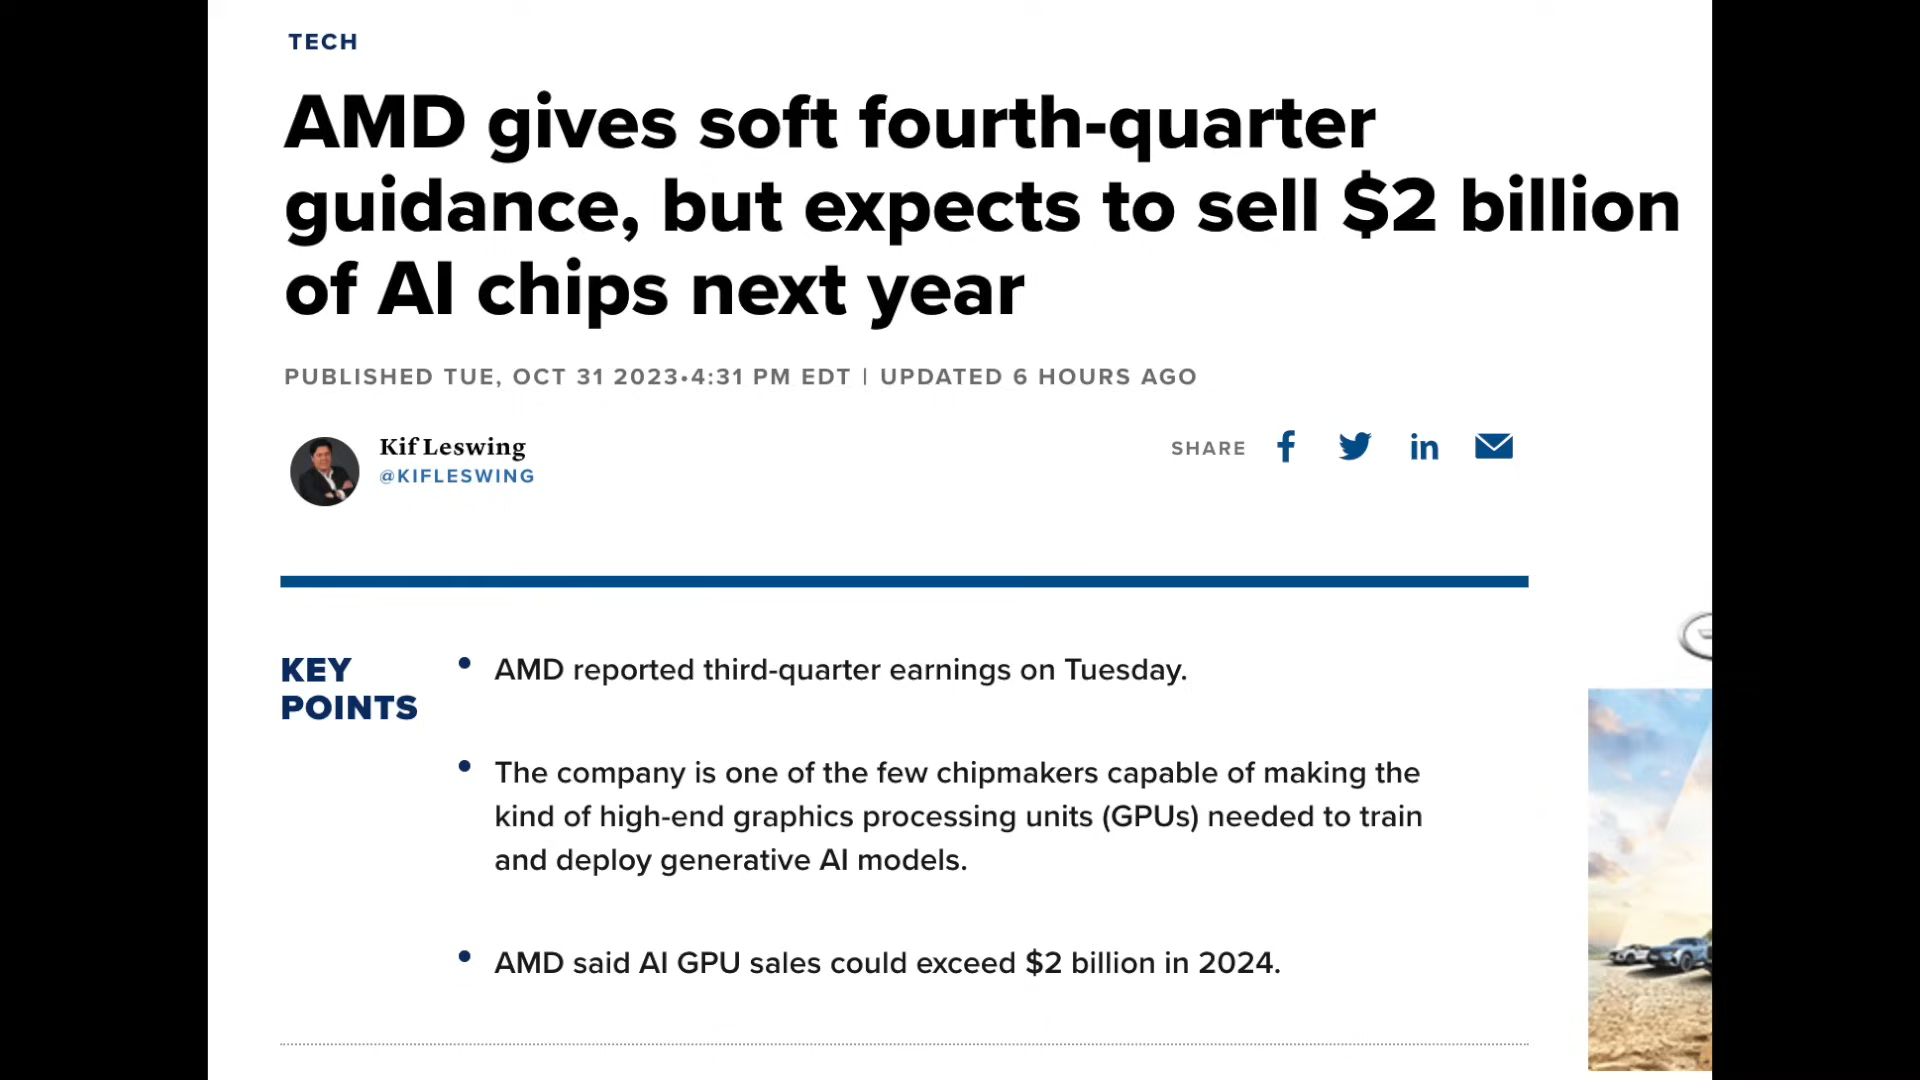 TECH
AMD gives soft fourth-quarter
guidance, but expects to sell $2 billion
of AI chips next year
PUBLISHED TUE, OCT 31 2023•4:31 PM EDT | UPDATED 6 HOURS AGO
Kif Leswing
@KIFLESWING
SHARE
KEY
POINTS
• AMD reported third-quarter earnings on Tuesday.
• The company is one of the few chipmakers capable of making the
kind of high-end graphics processing units (GPUs) needed to train
and deploy generative AI models.
• AMD said AI GPU sales could exceed $2 billion in 2024.